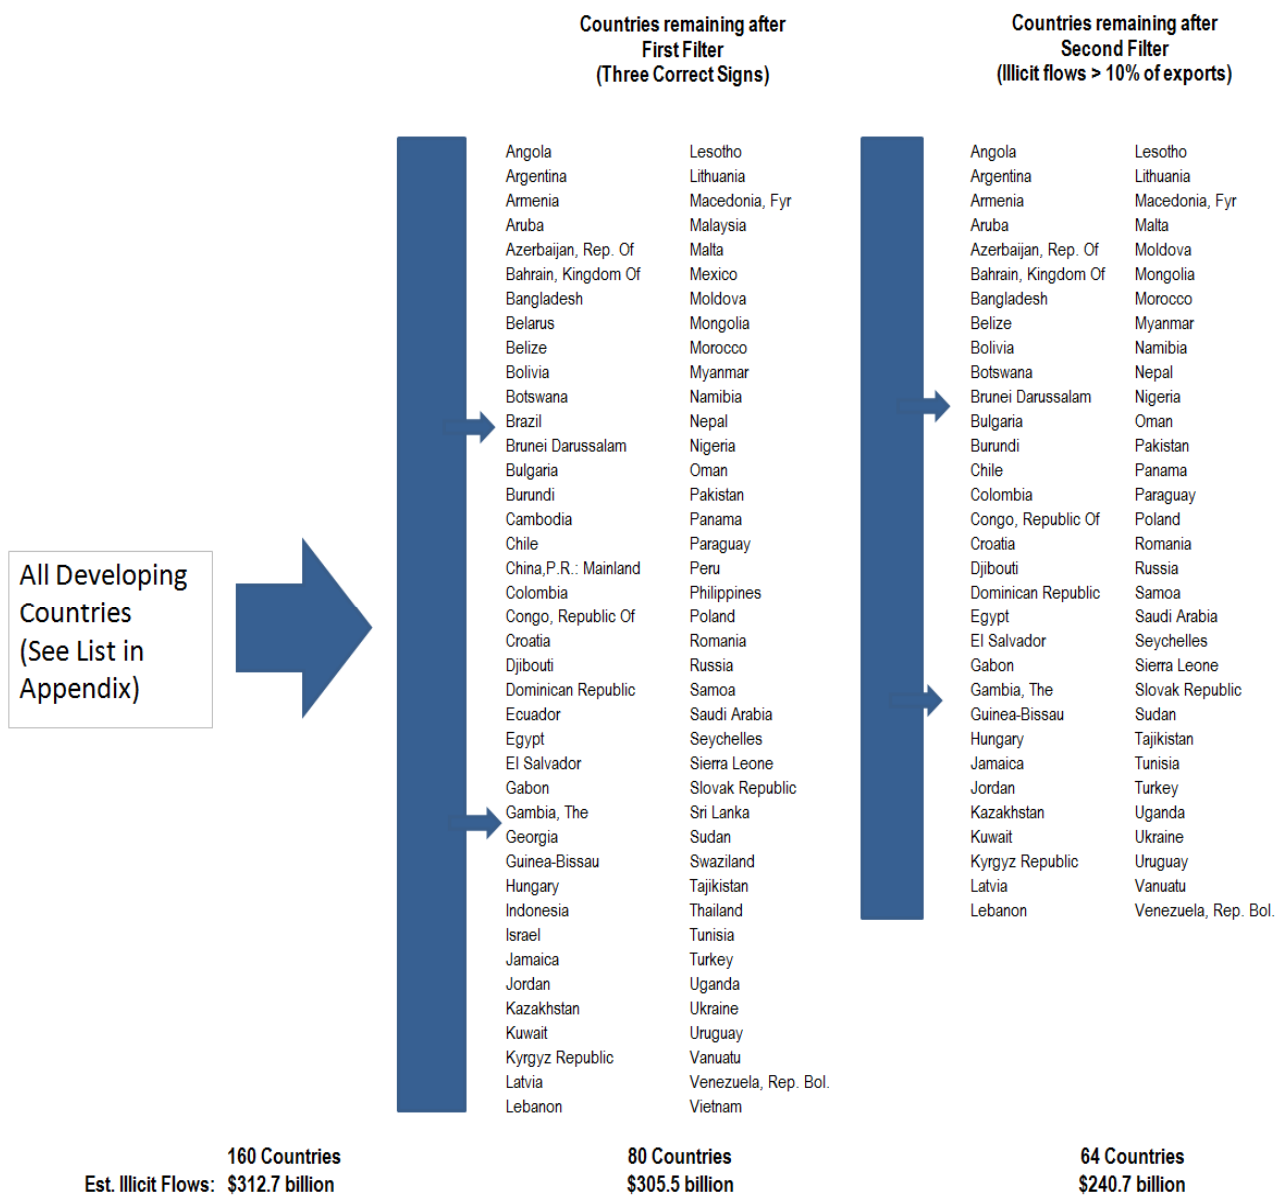 Countries remaining after
First Filter
(Three Correct Signs)
Countries remaining after
Second Filter
(Illicit flows > 10% of exports)
All Developing
Countries
(See List in
Appendix)
Angola
Argentina
Armenia
Aruba
Azerbaijan, Rep. Of
Bahrain, Kingdom Of
Bangladesh
Belarus
Belize
Bolivia
Botswana
Brazil
Brunei Darussalam
Bulgaria
Burundi
Cambodia
Chile
China,P.R.: Mainland
Colombia
Congo, Republic Of
Croatia
Djibouti
Dominican Republic
Ecuador
Egypt
El Salvador
Gabon
Gambia, The
Georgia
Guinea-Bissau
Hungary
Indonesia
Israel
Jamaica
Jordan
Kazakhstan
Kuwait
Kyrgyz Republic
Latvia
Lebanon
Lesotho
Lithuania
Macedonia, Fyr
Malaysia
Malta
Mexico
Moldova
Mongolia
Morocco
Myanmar
Namibia
Nepal
Nigeria
Oman
Pakistan
Panama
Paraguay
Peru
Philippines
Poland
Romania
Russia
Samoa
Saudi Arabia
Seychelles
Sierra Leone
Slovak Republic
Sri Lanka
Sudan
Swaziland
Tajikistan
Thailand
Tunisia
Turkey
Uganda
Ukraine
Uruguay
Vanuatu
Venezuela, Rep. Bol.
Vietnam
Angola
Argentina
Armenia
Aruba
Azerbaijan, Rep. Of
Bahrain, Kingdom Of
Bangladesh
Belize
Bolivia
Botswana
Brunei Darussalam
Bulgaria
Burundi
Chile
Colombia
Congo, Republic Of
Croatia
Djibouti
Dominican Republic
Egypt
El Salvador
Gabon
Gambia, The
Guinea-Bissau
Hungary
Jamaica
Jordan
Kazakhstan
Kuwait
Kyrgyz Republic
Latvia
Lebanon
Lesotho
Lithuania
Macedonia, Fyr
Malta
Moldova
Mongolia
Morocco
Myanmar
Namibia
Nepal
Nigeria
Oman
Pakistan
Panama
Paraguay
Poland
Romania
Russia
Samoa
Saudi Arabia
Seychelles
Sierra Leone
Slovak Republic
Sudan
Tajikistan
Tunisia
Turkey
Uganda
Ukraine
Uruguay
Vanuatu
Venezuela, Rep. Bol.
160 Countries
80 Countries
64 Countries
Est. Illicit Flows: $312.7 billion
$305.5 billion
$240.7 billion